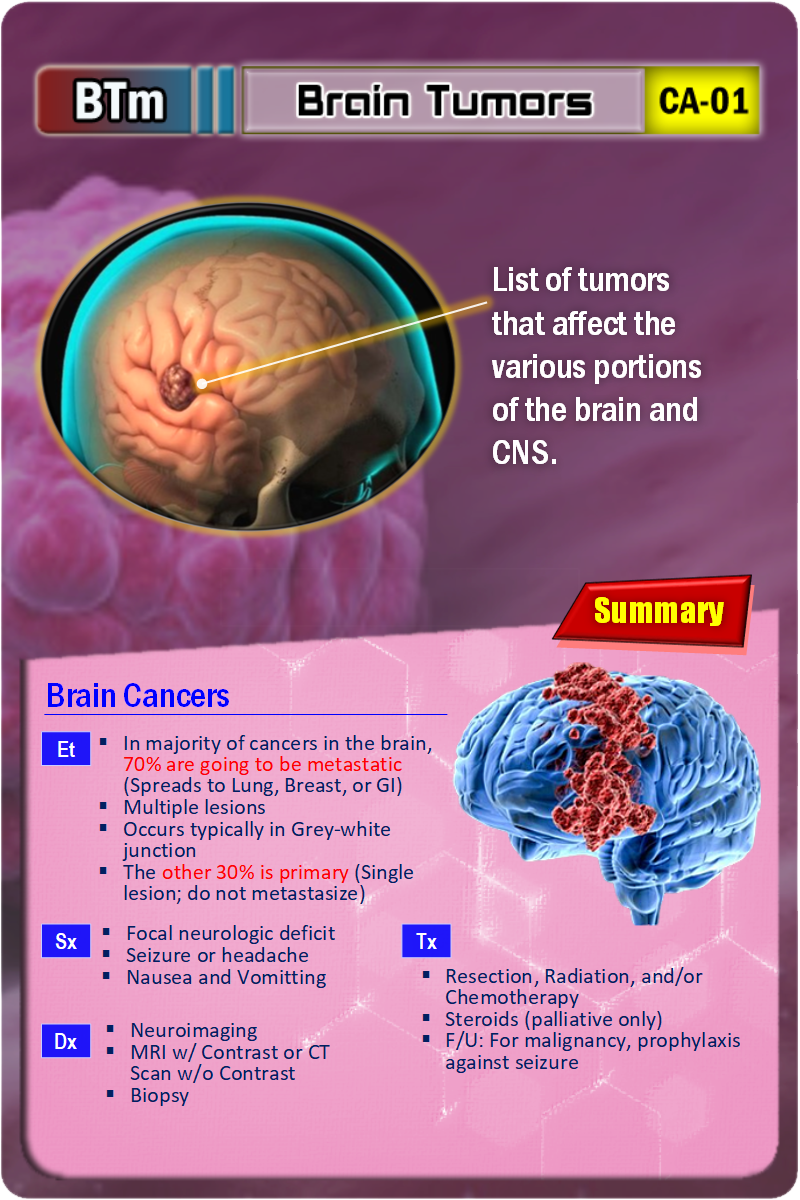 BTm
Brain Tumors
CA-01
List of tumors
that affect the
various portions
of the brain and
CNS.
Summary
Brain Cancers
Et
▪ In majority of cancers in the brain,
70% are going to be metastatic
(Spreads to Lung, Breast, or GI)
▪ Multiple lesions
▪ Occurs typically in Grey-white
junction
▪ The other 30% is primary (Single
lesion; do not metastasize)
Sx
▪ Focal neurologic deficit
▪ Seizure or headache
▪ Nausea and Vomitting
Dx
▪ Neuroimaging
▪ MRI w/ Contrast or CT
Scan w/o Contrast
▪ Biopsy
Tx
▪ Resection, Radiation, and/or
Chemotherapy
▪ Steroids (palliative only)
▪ F/U: For malignancy, prophylaxis
against seizure